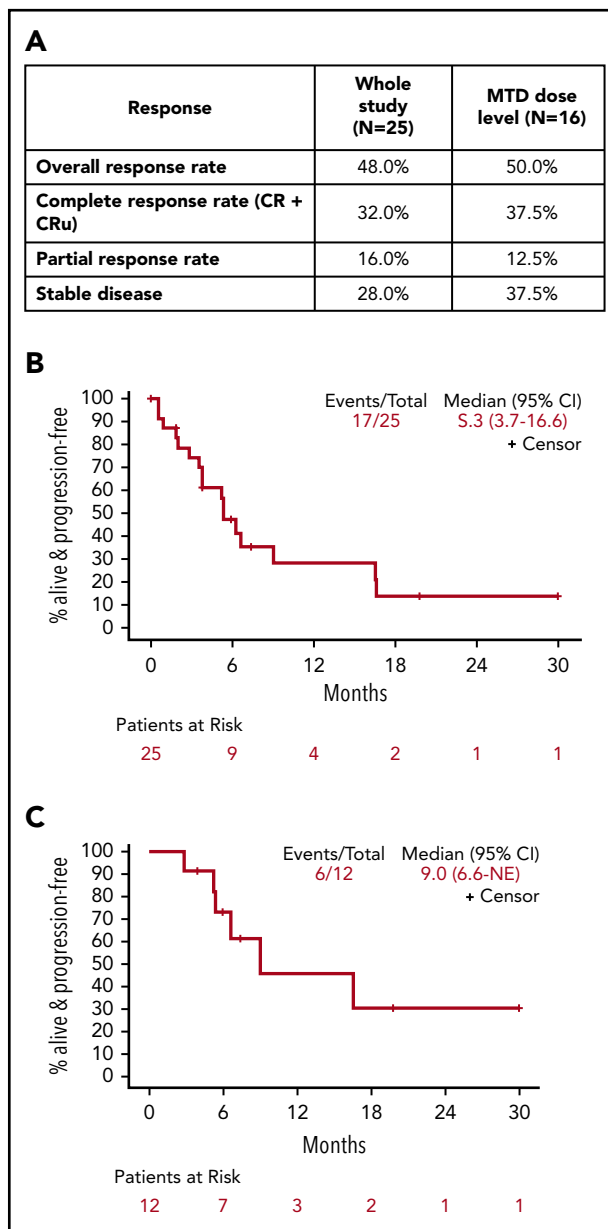 A
Response
Whole
study
(N=25)
MTD dose
level (N=16)
Overall response rate
48.0%
50.0%
Complete response rate (CR +
CRu)
32.0%
37.5%
Partial response rate
16.0%
12.5%
Stable disease
28.0%
37.5%
B
% alive & progression-free
100
90
80
70
60
50
40
30
20
10
0
Events/Total Median (95% CI)
17/25 S.3 (3.7-16.6)
+ Censor
0 6 12 18 24 30
Months
Patients at Risk
25 9 4 2 1 1
C
% alive & progression-free
100
90
80
70
60
50
40
30
20
10
0
Events/Total Median (95% CI)
6/12 9.0 (6.6-NE)
+ Censor
0 6 12 18 24 30
Months
Patients at Risk
12 7 3 2 1 1